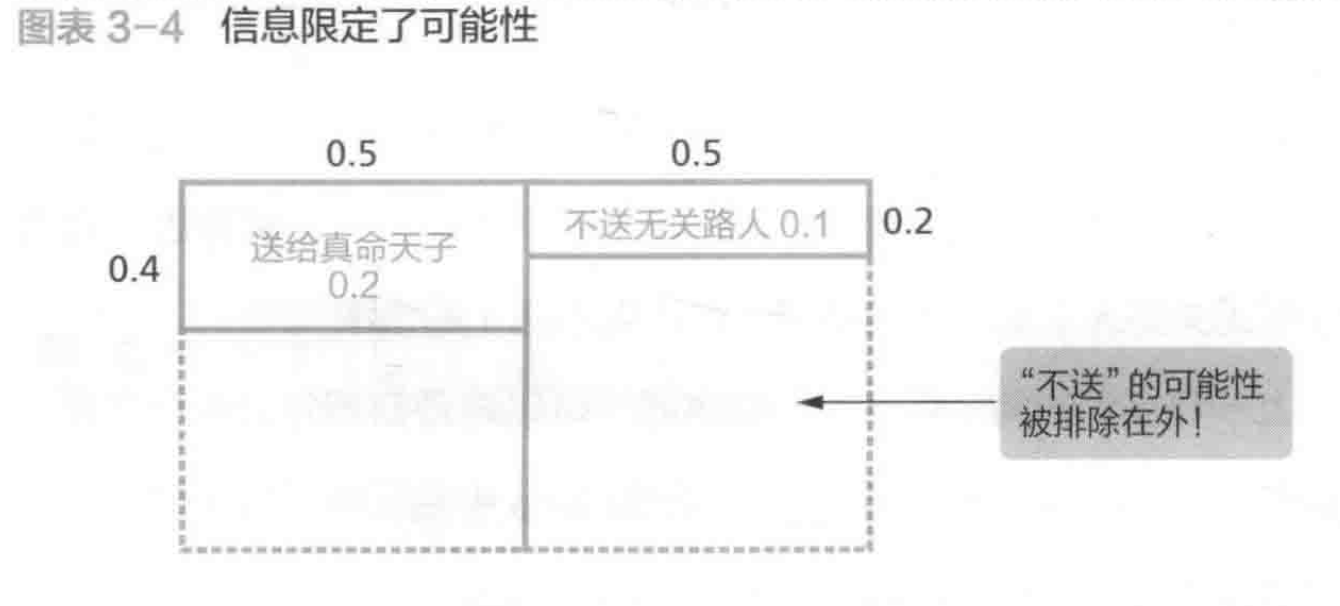 图表 3-4 信息限定了可能性
0.5
0.5
送给真命天子
0.2
不送无关路人 0.1
0.2
0.4
“不送”的可能性
被排除在外！